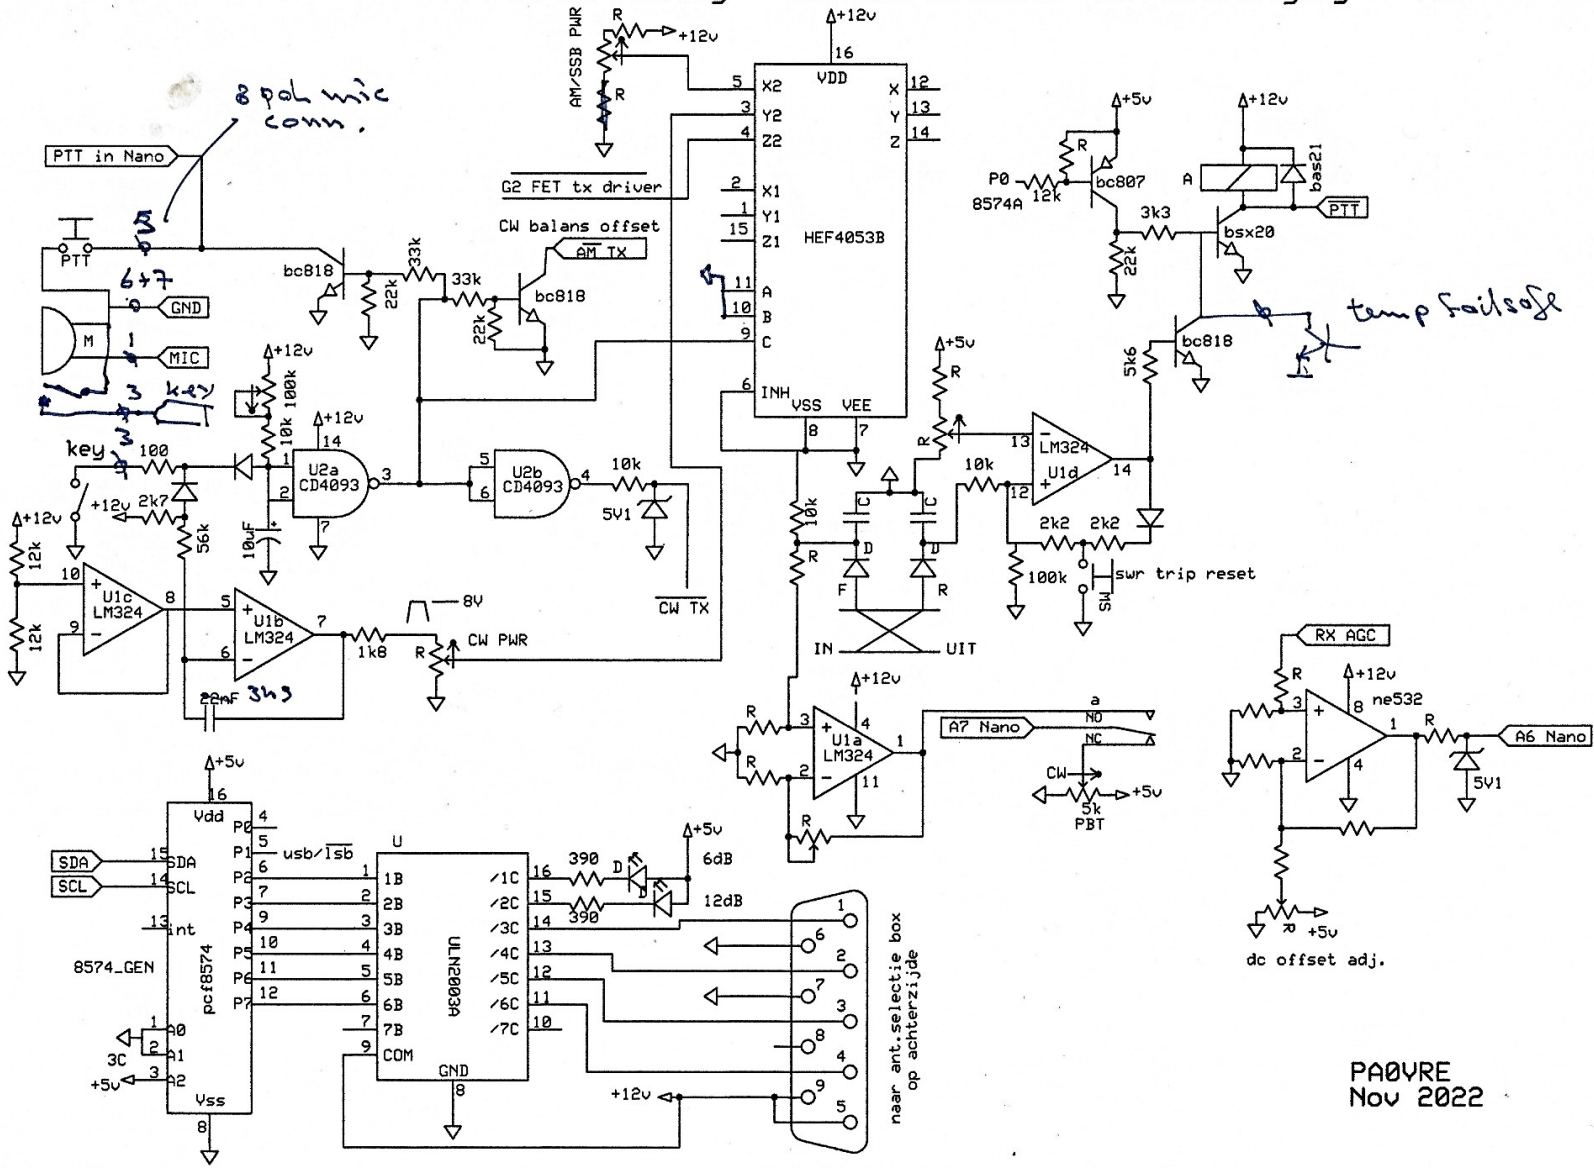 8 pol mic
conn.
PTT in Nano
PTT
5
6+7
GND
M
1
MIC
3
key
key
2
100
+12v
2k7
56k
+12v
100k
10k
10uF
+12v
14
1
2
U2a
CD4093
3
7
5
6
U2b
CD4093
4
10k
5V1
CW TX
bc818
22k
33k
33k
22k
bc818
AM TX
CW balans offset
G2 FET tx driver
AM/SSB PWR
R
+12v
R
+12v
16
VDD
5 X2
3 Y2
4 Z2
2 X1
1 Y1
15 Z1
11 A
10 B
9 C
6 INH
X 12
Y 13
Z 14
HEF4053B
VSS
VEE
8
7
+5v
R
P0
8574A
12k
bc807
22k
3k3
+12v
A
bas21
PTT
bsx20
bc818
5k6
temp failsafe
+5v
R
R
13
12
LM324
U1d
14
10k
2k2
2k2
100k
SW
swr trip reset
10k
R
C
C
D
D
F
R
IN
UIT
+12v
12k
12k
10
9
U1c
LM324
8
5
6
U1b
LM324
7
22nF
3n9
1k8
8V
R
CW PWR
R
R
+12v
3
2
4
U1a
LM324
1
11
R
a
NO
NC
A7 Nano
CW
5k
+5v
PBT
RX AGC
R
+12v
ne532
3
2
8
1
4
R
A6 Nano
5V1
R
+5v
dc offset adj.
+5v
16
Vdd
SDA
15 SDA
SCL
14 SCL
13 int
8574_GEN
pcf8574
P0 4
P1 5
usb/lsb
P2 6
P3 7
P4 9
P5 10
P6 11
P7 12
1 A0
2 A1
3C
+5v
3 A2
Vss
8
U
1 1B
2 2B
3 3B
4 4B
5 5B
6 6B
7 7B
9 COM
ULN2003A
/1C 16
/2C 15
/3C 14
/4C 13
/5C 12
/6C 11
/7C 10
GND
8
390
390
D
D
+5v
6dB
12dB
1
6
2
7
3
8
4
9
5
+12v
naar ant.selectie box
op achterzijde
PA0VRE
Nov 2022